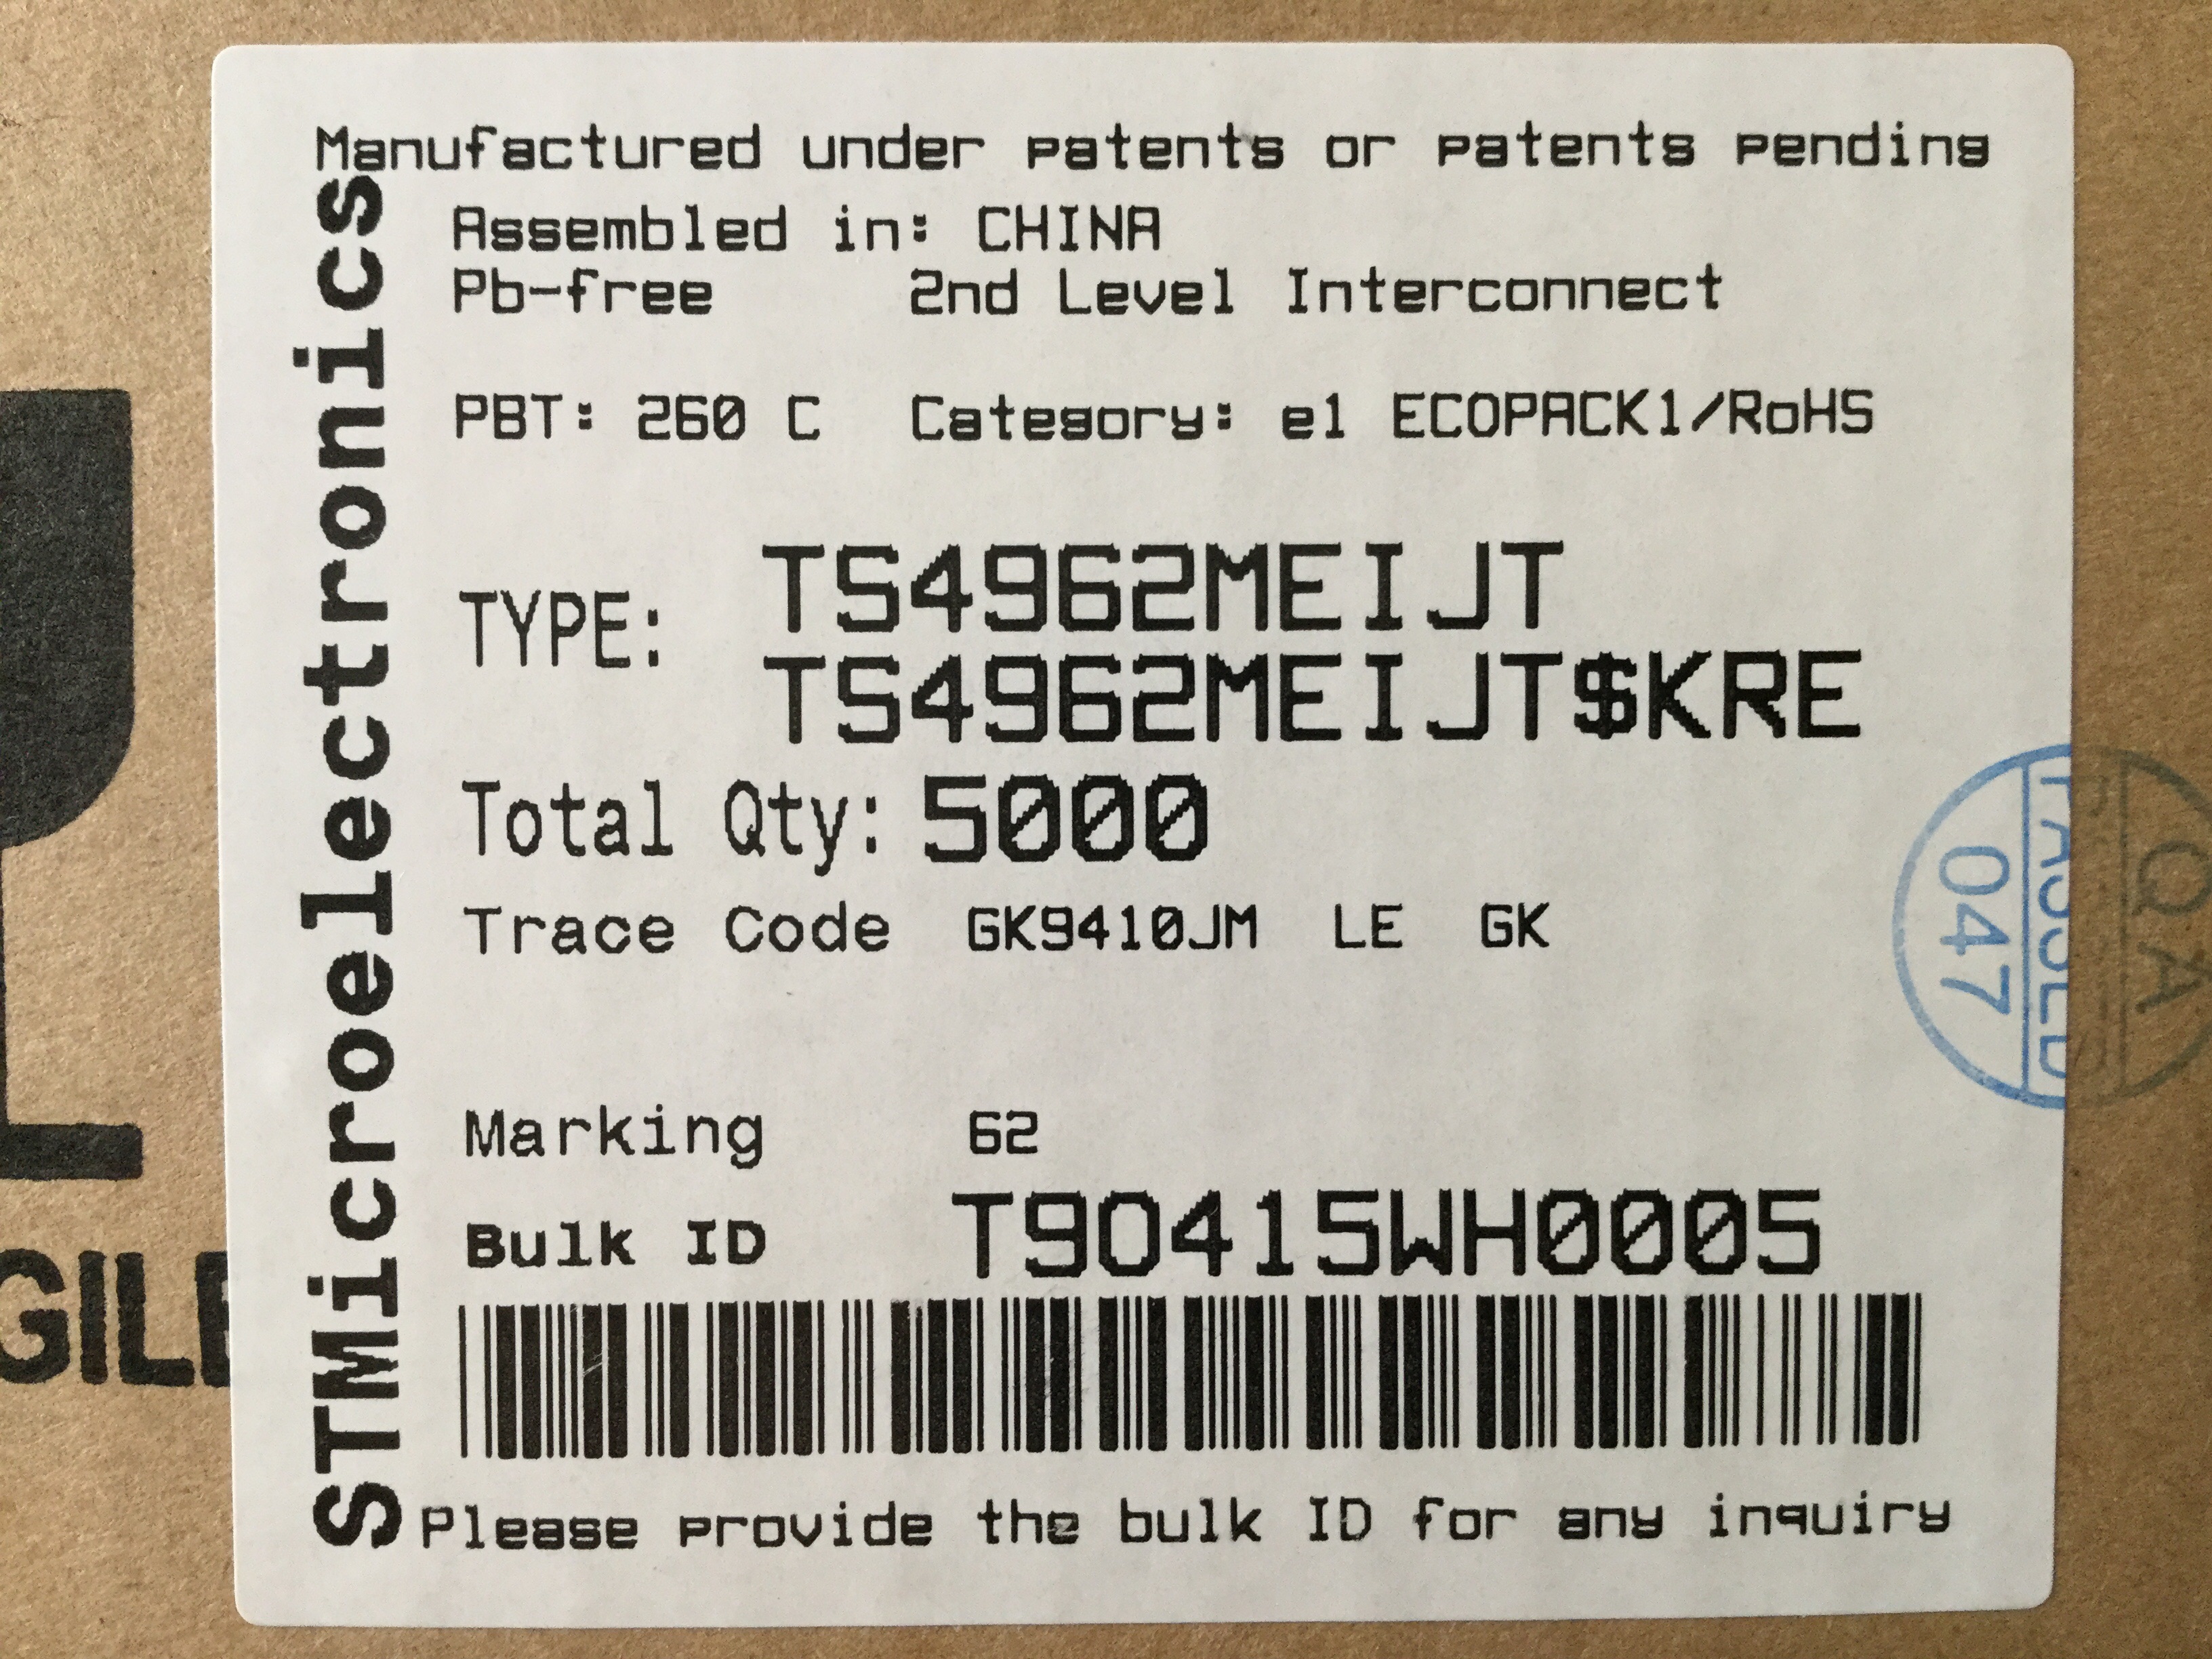 Manufactured under patents or patents pending
STMicroelectronics
Assembled in: CHINA
Pb-free 2nd Level Interconnect
PBT: 260 C Category: e1 ECOPACK1/RoHS
TYPE: TS4962MEIJT
TS4962MEIJT$KRE
Total Qty: 5000
Trace Code GK9410JM LE GK
Marking 62
Bulk ID T90415WH0005
Please provide the bulk ID for any inquiry
QA
PASSED
047
GILE